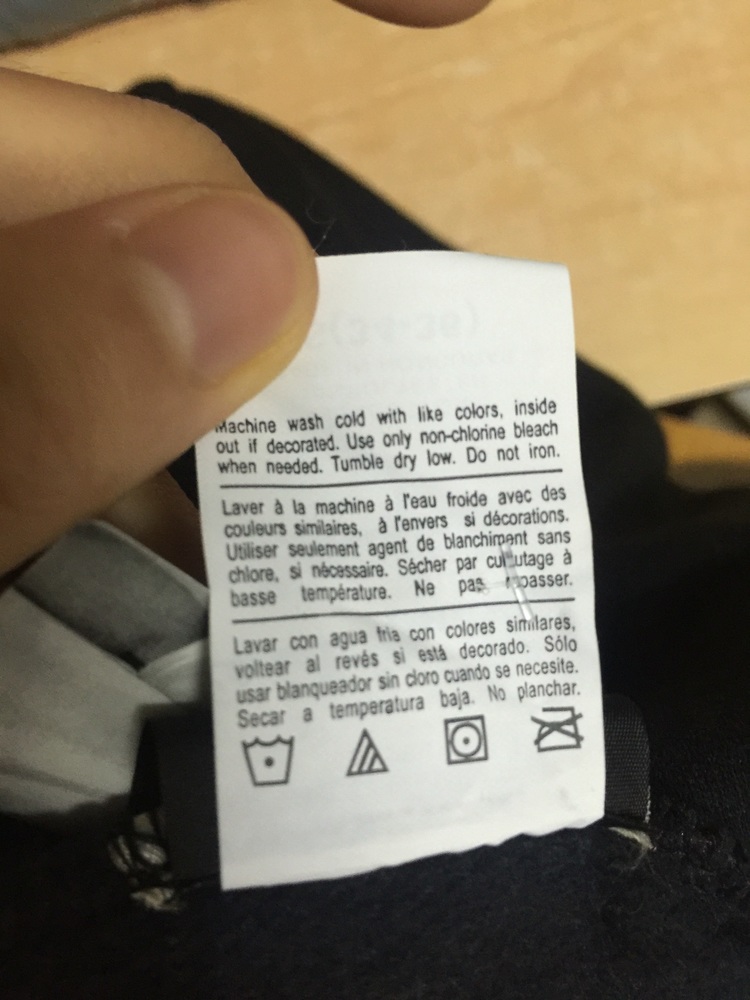 Machine wash cold with like colors, inside
out if decorated. Use only non-chlorine bleach
when needed. Tumble dry low. Do not iron.
Laver à la machine à l'eau froide avec des
couleurs similaires, à l'envers si décorations.
Utiliser seulement agent de blanchiment sans
chlore, si nécessaire. Sécher par culbutage à
basse température. Ne pas repasser.
Lavar con agua fria con colores similares,
voltear al revés si está decorado. Sólo
usar blanqueador sin cloro cuando se necesite.
Secar a temperatura baja. No planchar.